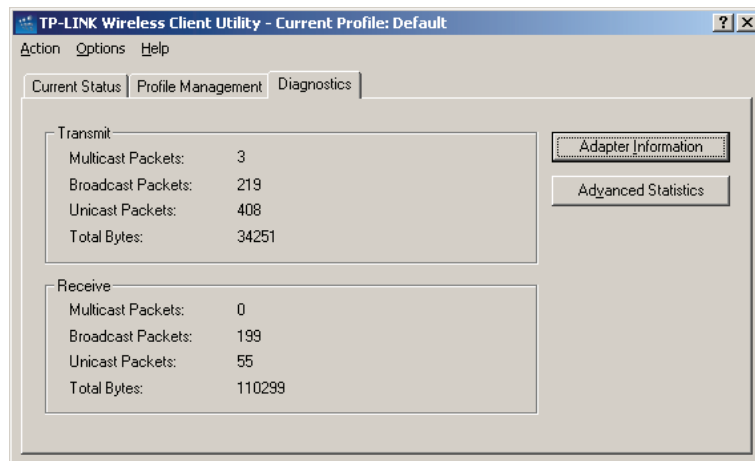 TP-LINK Wireless Client Utility - Current Profile: Default
Action Options Help
Current Status Profile Management Diagnostics
Transmit
Multicast Packets: 3
Broadcast Packets: 219
Unicast Packets: 408
Total Bytes: 34251
Adapter Information
Advanced Statistics
Receive
Multicast Packets: 0
Broadcast Packets: 199
Unicast Packets: 55
Total Bytes: 110299